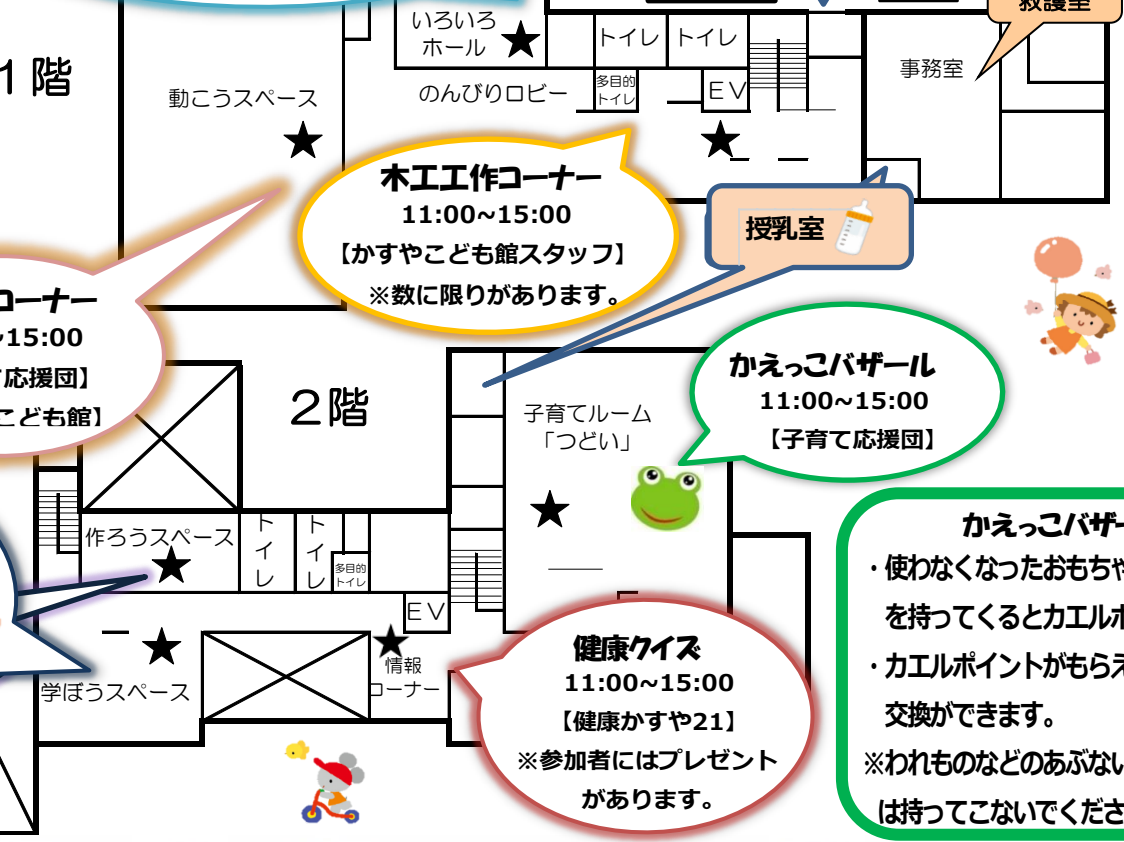 救護室
いろいろ
ホール
トイレ
トイレ
1階
動こうスペース
のんびりロビー
多目的
トイレ
EV
事務室
木工工作コーナー
11:00~15:00
【かすやこども館スタッフ】
※数に限りがあります。
授乳室
コーナー
~15:00
て応援団】
こども館】
2階
子育てルーム
「つどい」
かえっこバザール
11:00~15:00
【子育て応援団】
作ろうスペース
トイレ
トイレ
多目的
トイレ
EV
学ぼうスペース
情報
コーナー
健康クイズ
11:00~15:00
【健康かすや21】
※参加者にはプレゼント
があります。
かえっこバザー
・使わなくなったおもちゃ
を持ってくるとカエルポ
・カエルポイントがもらえ
交換ができます。
※われものなどのあぶない
は持ってこないでくださ